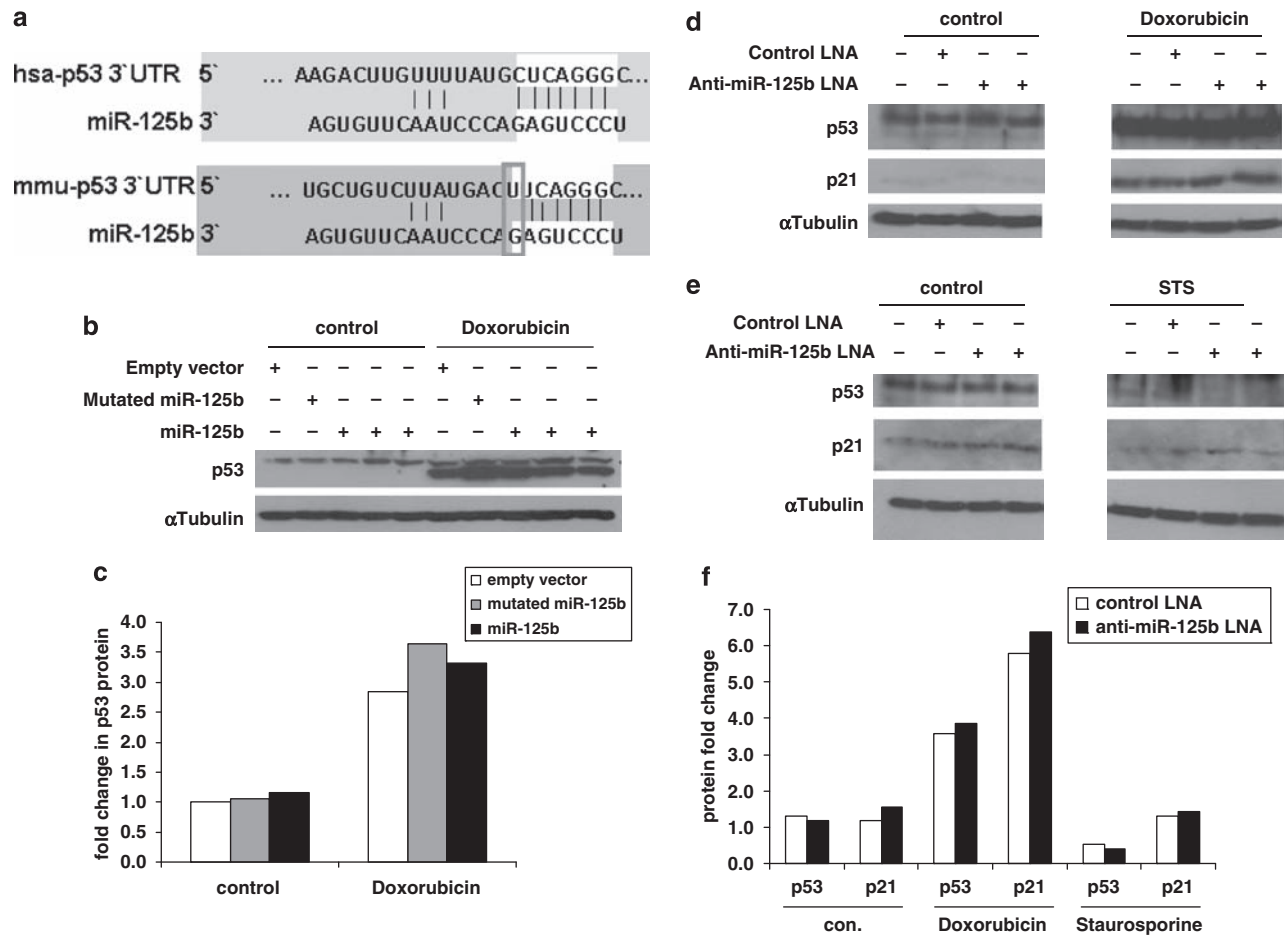 a
hsa-p53 3`UTR 5` ... AAGACUUGUUUUAUGCUCAGGGC...
miR-125b 3` AGUGUUCAAUCCCAGAGUCCCU
mmu-p53 3`UTR 5` ... UGCUGUCUUAUGACUUCAGGGC...
miR-125b 3` AGUGUUCAAUCCCAGAGUCCCU
b
control Doxorubicin
Empty vector + – – – – + – – – –
Mutated miR-125b – + – – – – + – – –
miR-125b – – + + + – – + + +
p53
αTubulin
c
empty vector
mutated miR-125b
miR-125b
fold change in p53 protein
4.0
3.5
3.0
2.5
2.0
1.5
1.0
0.5
0.0
control Doxorubicin
d
control Doxorubicin
Control LNA – + – – – + – –
Anti-miR-125b LNA – – + + – – + +
p53
p21
αTubulin
e
control STS
Control LNA – + – – – + – –
Anti-miR-125b LNA – – + + – – + +
p53
p21
αTubulin
f
control LNA
anti-miR-125b LNA
protein fold change
7.0
6.0
5.0
4.0
3.0
2.0
1.0
0.0
p53 p21 p53 p21 p53 p21
con. Doxorubicin Staurosporine